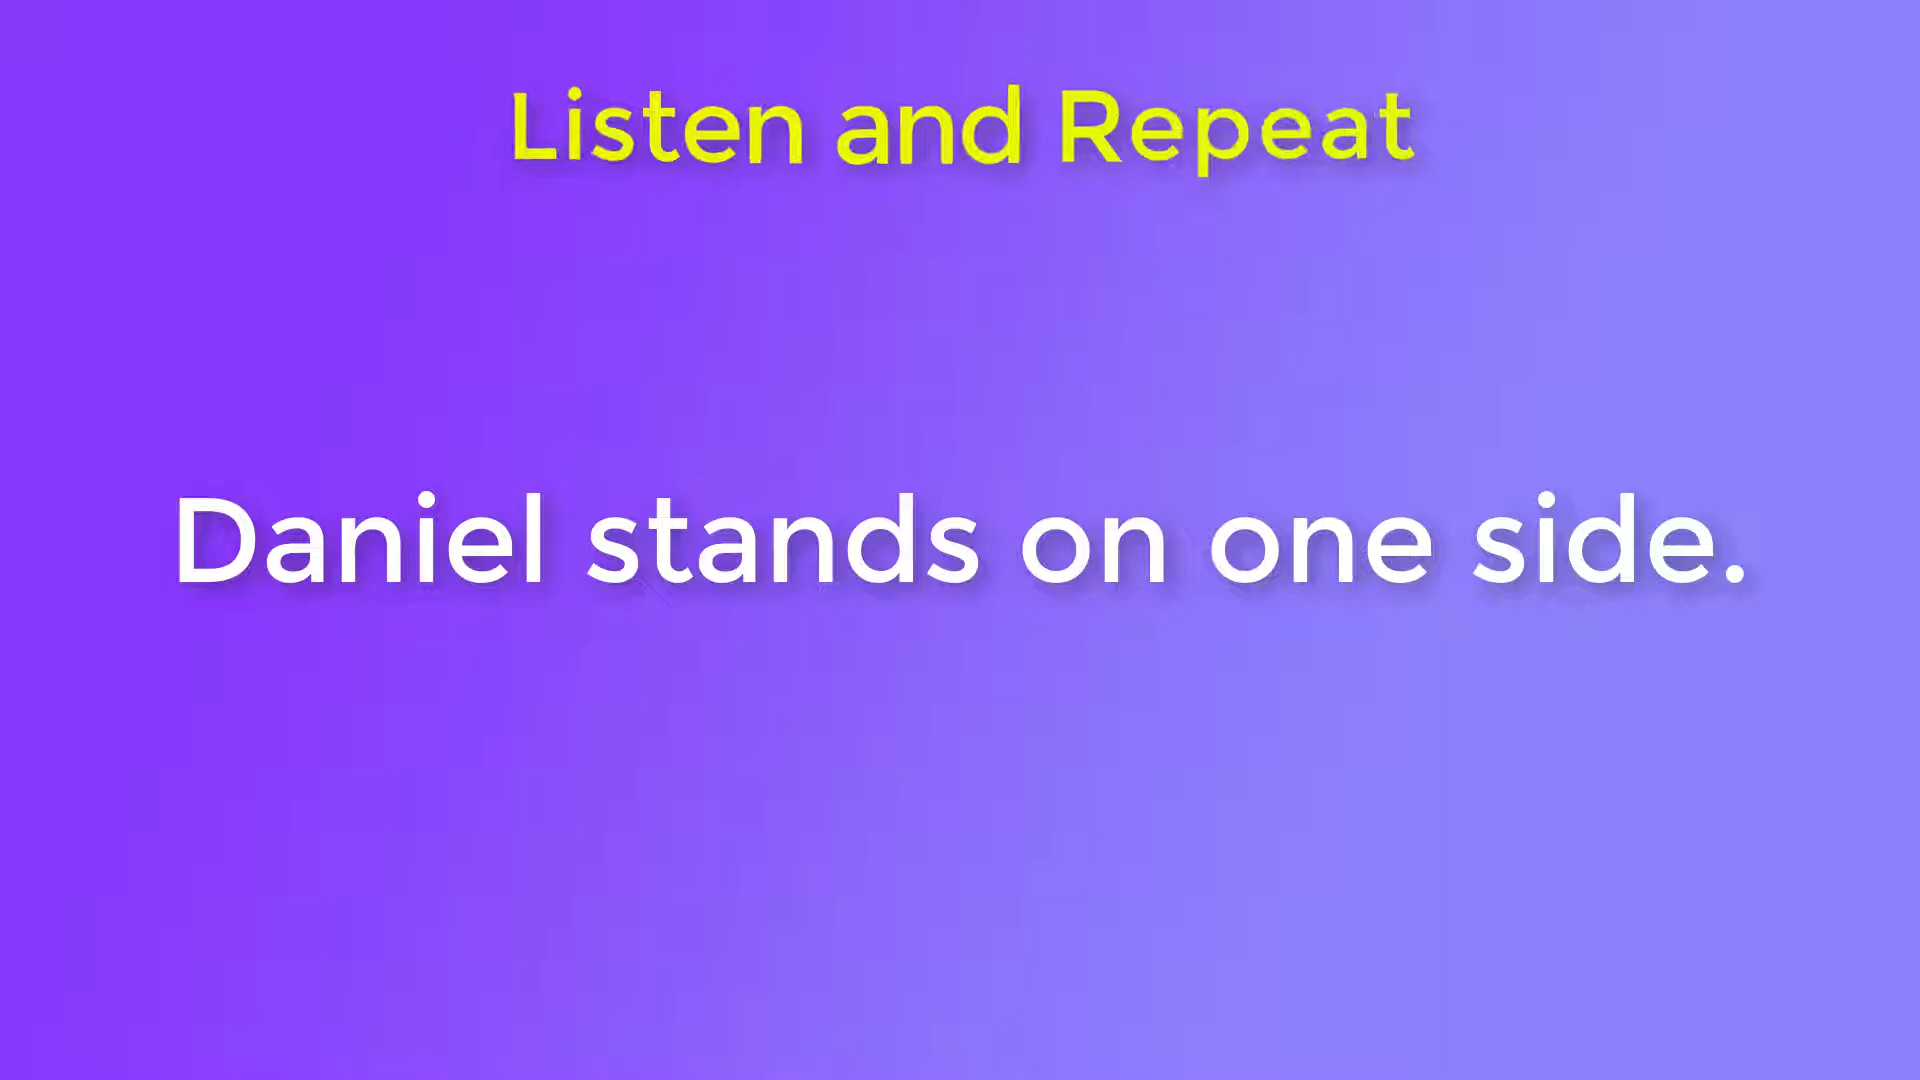 Listen and Repeat
Daniel stands on one side.